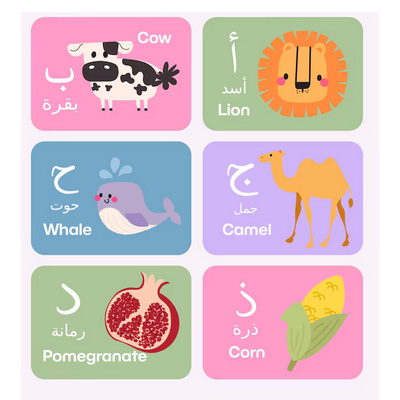 أ
أسد
Lion
Cow
ب
بقرة
ج
جمل
Camel
ح
حوت
Whale
ذ
ذرة
Corn
د
رمانة
Pomegranate